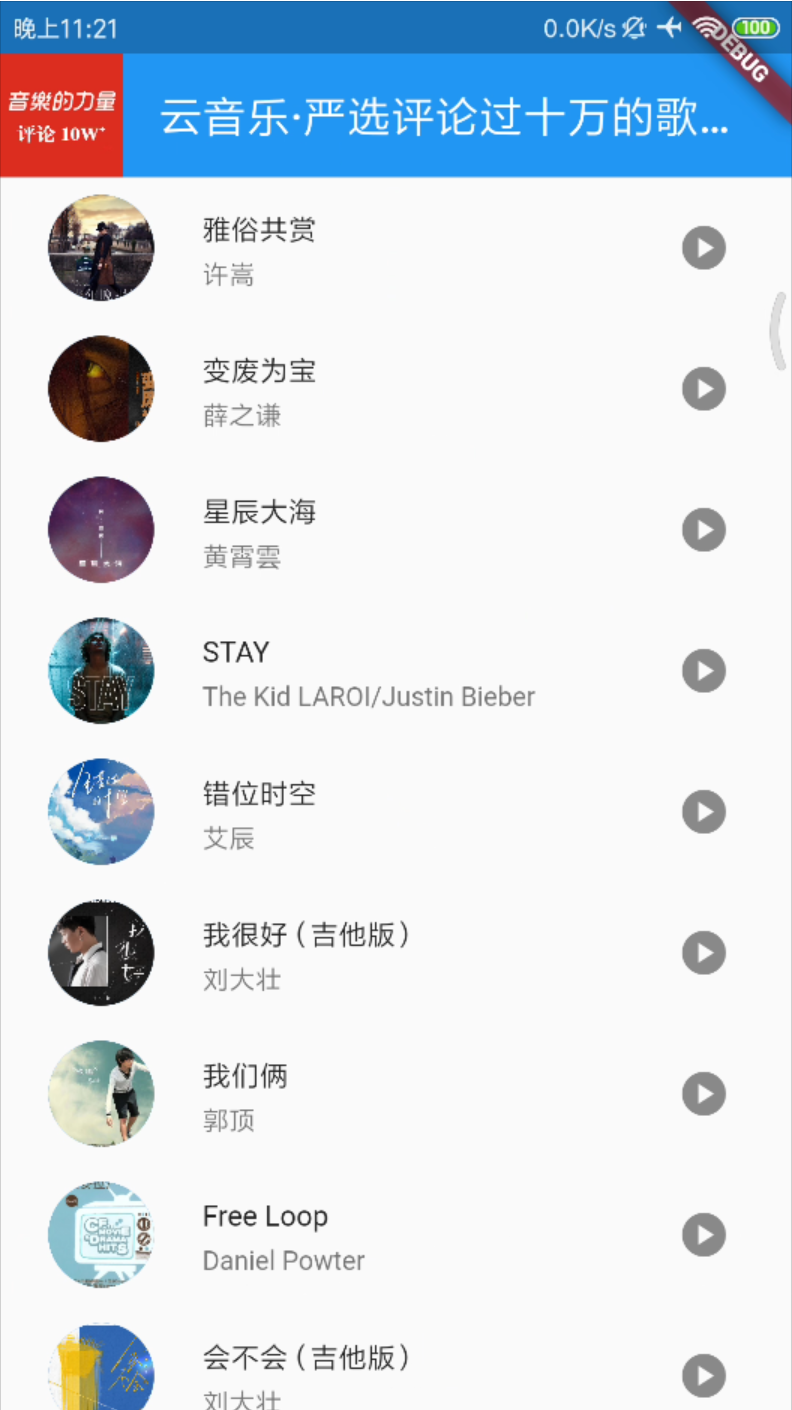 晚上11:21
0.0K/s
100
DEBUG
音樂的力量
评论 10W+
云音乐·严选评论过十万的歌...
雅俗共赏
许嵩
变废为宝
薛之谦
星辰大海
黄霄雲
STAY
The Kid LAROI/Justin Bieber
STAY
错位时空
艾辰
我很好（吉他版）
刘大壮
我们俩
郭顶
Free Loop
Daniel Powter
会不会（吉他版）
刘大壮